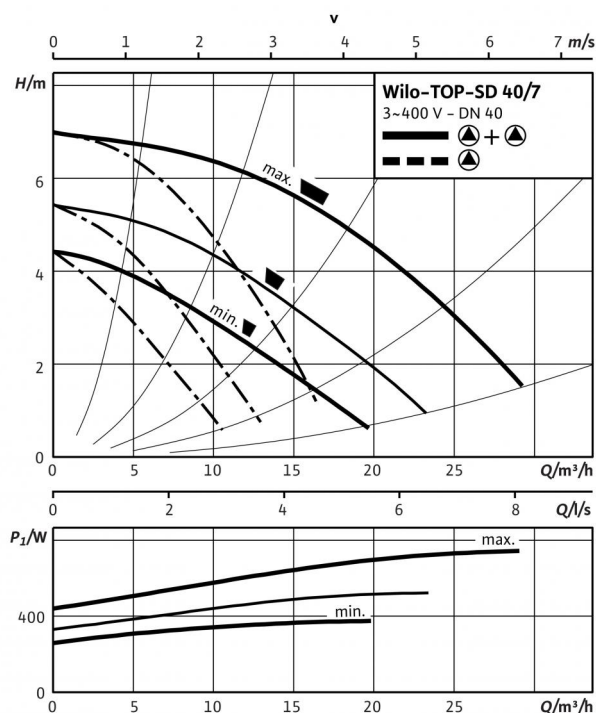 v
0 1 2 3 4 5 6 7 m/s
H/m
Wilo-TOP-SD 40/7
3~400 V - DN 40
+
max.
6
4
min.
2
0
0 5 10 15 20 25 Q/m³/h
0 2 4 6 8 Q/l/s
P₁/W
max.
400
min.
0
0 5 10 15 20 25 Q/m³/h